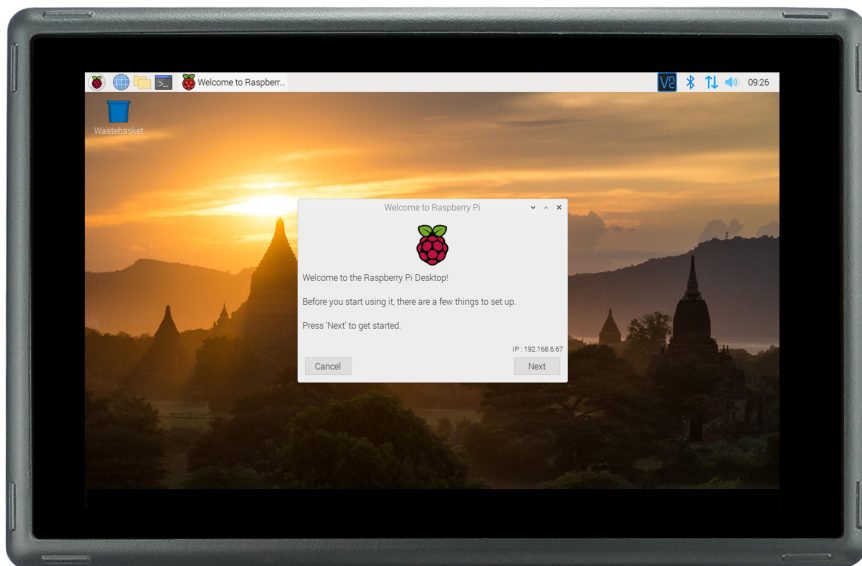 Welcome to Raspberr...
09:26
Wastebasket
Welcome to Raspberry Pi
Welcome to the Raspberry Pi Desktop!
Before you start using it, there are a few things to set up.
Press 'Next' to get started.
IP : 192.168.6.67
Cancel
Next